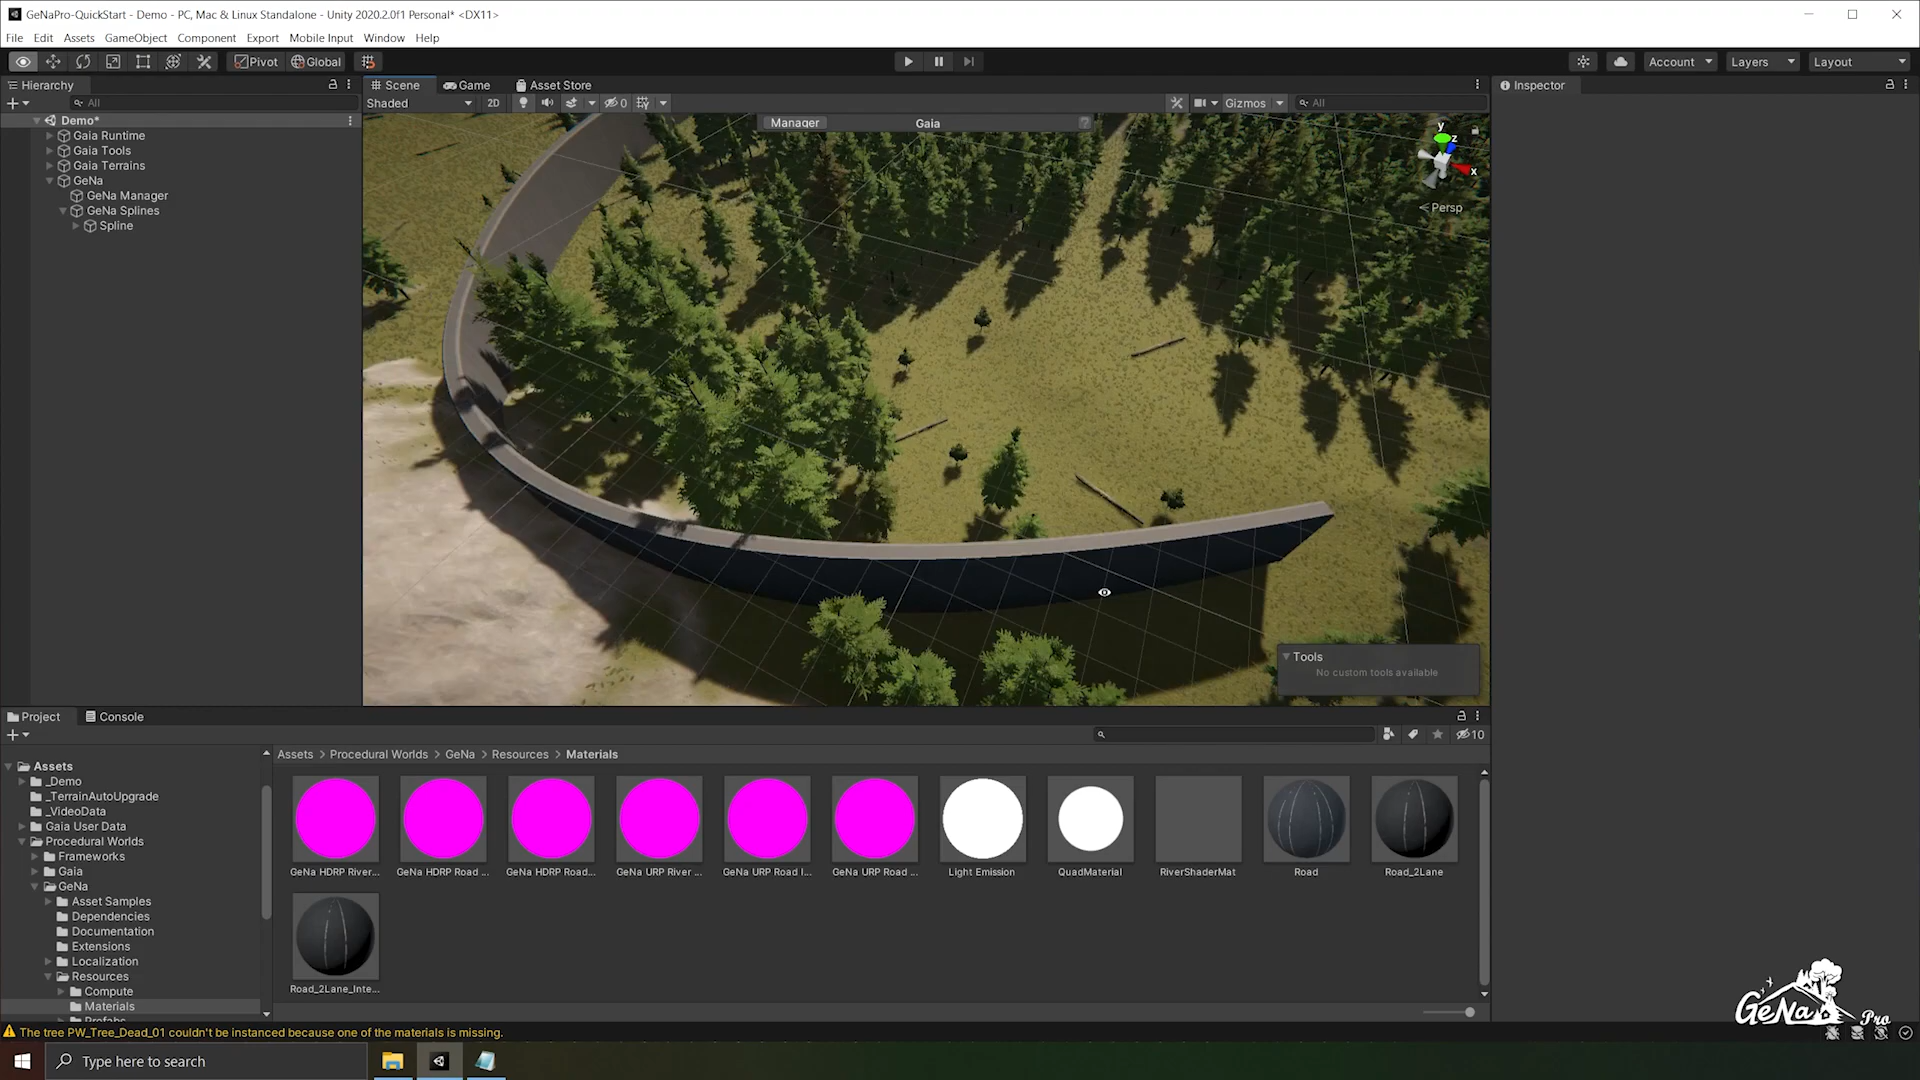 GeNaPro-QuickStart - Demo - PC, Mac & Linux Standalone - Unity 2020.2.0f1 Personal* <DX11>
File Edit Assets GameObject Component Export Mobile Input Window Help
Pivot Global Account Layers Layout
Hierarchy
All
Demo*
Gaia Runtime
Gaia Tools
Gaia Terrains
GeNa
GeNa Manager
GeNa Splines
Spline
Scene Game Asset Store
Shaded 2D 0 Gizmos All
Manager Gaia
y
z
x
Persp
Tools
No custom tools available
Inspector
Project Console
10
Assets
_Demo
_TerrainAutoUpgrade
_VideoData
Gaia User Data
Procedural Worlds
Frameworks
Gaia
GeNa
Asset Samples
Dependencies
Documentation
Extensions
Localization
Resources
Compute
Materials
Prefabs
Assets > Procedural Worlds > GeNa > Resources > Materials
GeNa HDRP River... GeNa HDRP Road ... GeNa HDRP Road... GeNa URP River ... GeNa URP Road I... GeNa URP Road ... Light Emission QuadMaterial RiverShaderMat Road Road_2Lane
Road_2Lane_Inte...
GeNa Pro
The tree PW_Tree_Dead_01 couldn't be instanced because one of the materials is missing.
Type here to search